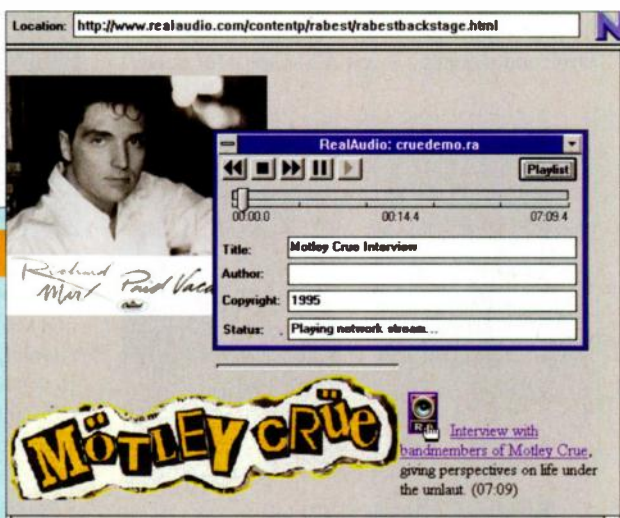 Location: http://www.realaudio.com/contentp/rabest/rabestbackstage.html
N
RealAudio: cruedemo.ra
Playlist
00:00.0 00:14.4 07:09.4
Title: Motley Crue Interview
Author:
Copyright: 1995
Status: Playing network stream...
Richard
Marx Paid Vaca
MÖTLEY CRÜE
Interview with
bandmembers of Motley Crue,
giving perspectives on life under
the umlaut. (07:09)